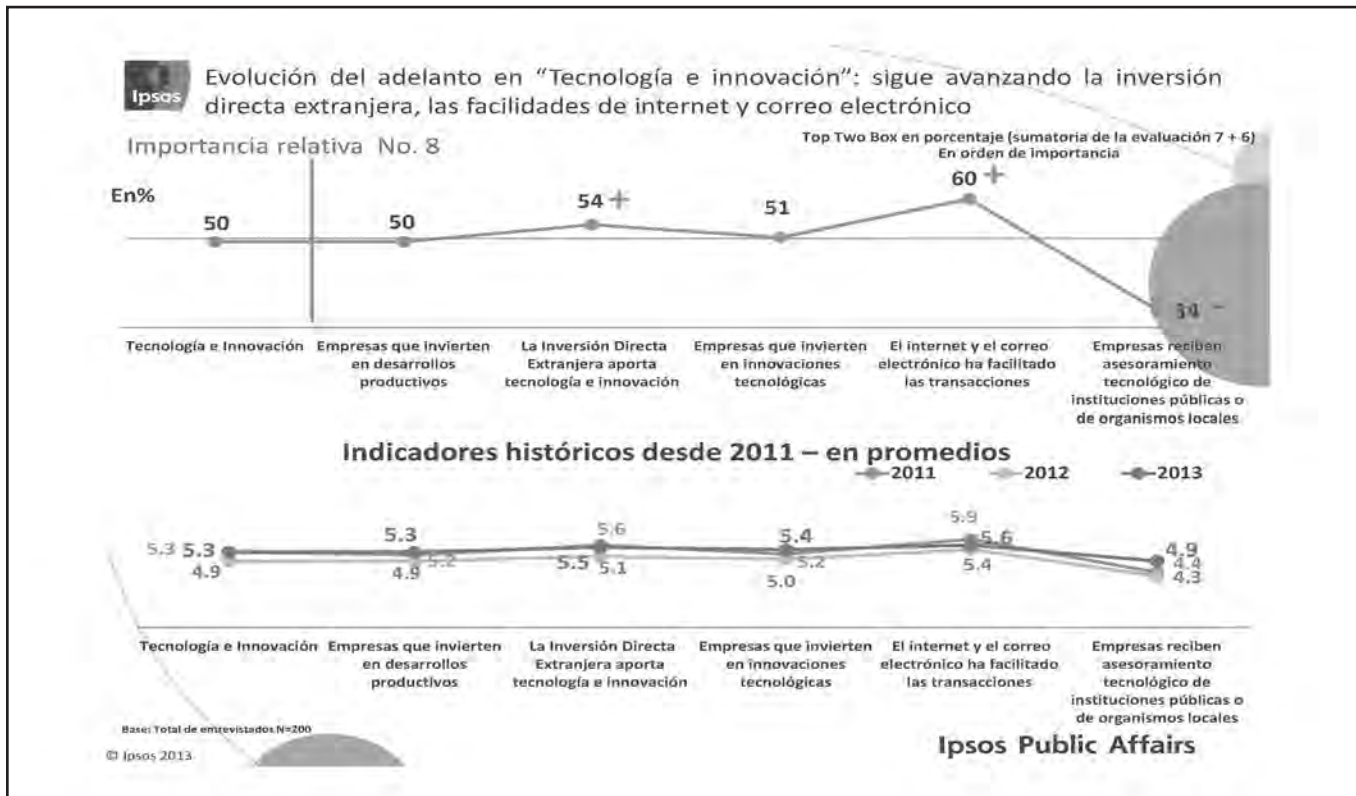 Ipsos
Evolución del adelanto en "Tecnología e innovación": sigue avanzando la inversión
directa extranjera, las facilidades de internet y correo electrónico
Importancia relativa No. 8
Top Two Box en porcentaje (sumatoria de la evaluación 7 + 6)
En orden de importancia
En%
50
50
54 +
51
60 +
34 -
Tecnología e Innovación
Empresas que invierten
en desarrollos
productivos
La Inversión Directa
Extranjera aporta
tecnología e innovación
Empresas que invierten
en innovaciones
tecnológicas
El internet y el correo
electrónico ha facilitado
las transacciones
Empresas reciben
asesoramiento
tecnológico de
instituciones públicas o
de organismos locales
Indicadores históricos desde 2011 – en promedios
2011 2012 2013
5.3 5.3
4.9
5.3
5.2
4.9
5.6
5.5 5.1
5.4
5.2
5.0
5.9
5.6
5.4
4.9
4.4
4.3
Tecnología e Innovación
Empresas que invierten
en desarrollos
productivos
La Inversión Directa
Extranjera aporta
tecnología e innovación
Empresas que invierten
en innovaciones
tecnológicas
El internet y el correo
electrónico ha facilitado
las transacciones
Empresas reciben
asesoramiento
tecnológico de
instituciones públicas o
de organismos locales
Base: Total de entrevistados N=200
© Ipsos 2013
Ipsos Public Affairs